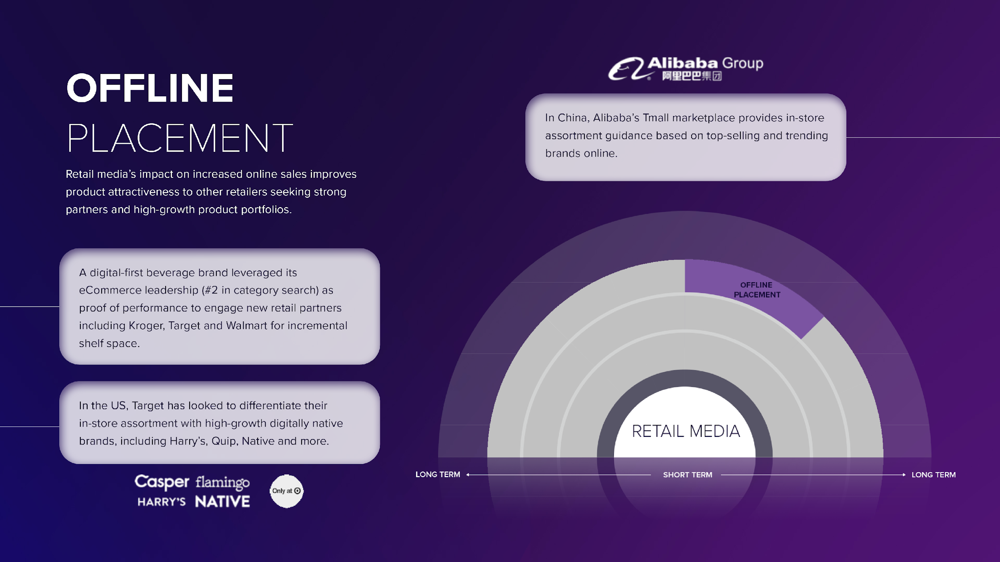 OFFLINE
PLACEMENT
Retail media’s impact on increased online sales improves
product attractiveness to other retailers seeking strong
partners and high-growth product portfolios.
A digital-first beverage brand leveraged its
eCommerce leadership (#2 in category search) as
proof of performance to engage new retail partners
including Kroger, Target and Walmart for incremental
shelf space.
In the US, Target has looked to differentiate their
in-store assortment with high-growth digitally native
brands, including Harry’s, Quip, Native and more.
Casper flamingo
HARRY’S NATIVE
Only at
Alibaba Group
阿里巴巴集团
In China, Alibaba’s Tmall marketplace provides in-store
assortment guidance based on top-selling and trending
brands online.
OFFLINE
PLACEMENT
RETAIL MEDIA
LONG TERM SHORT TERM LONG TERM